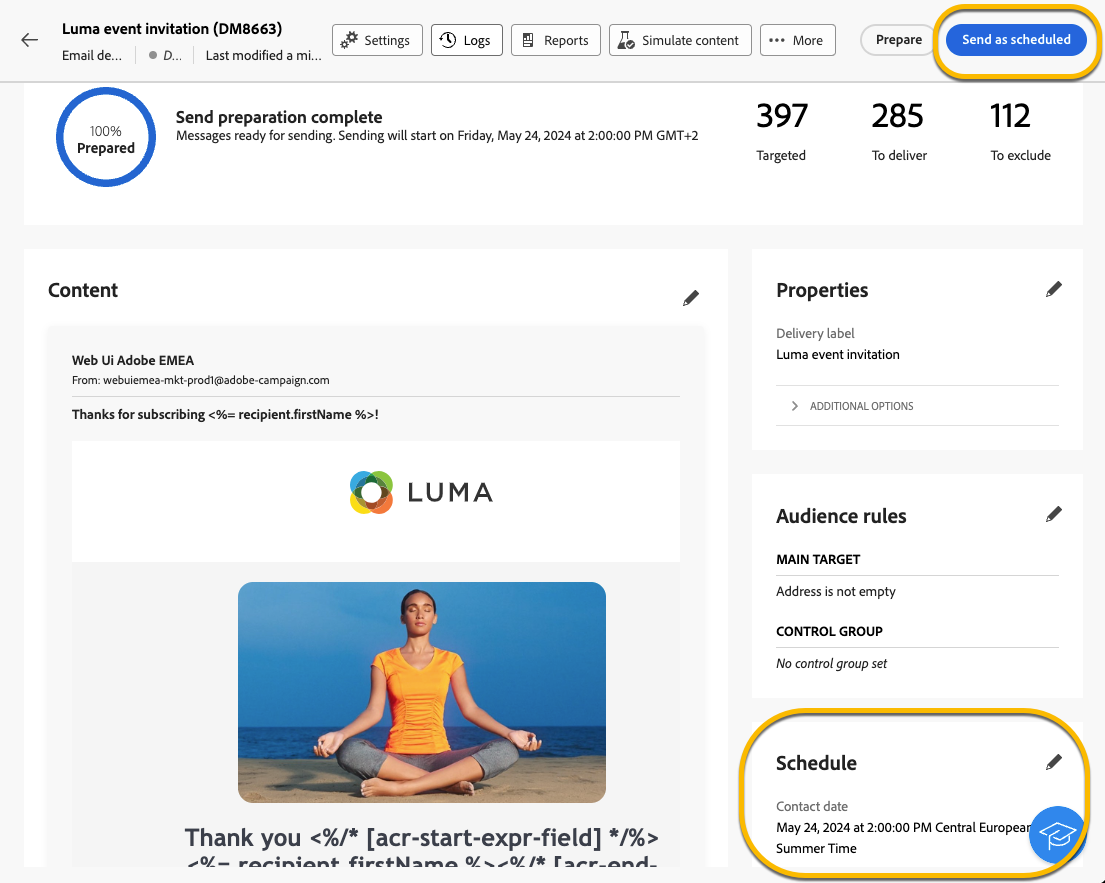 Luma event invitation (DM8663)
Email de...
D...
Last modified a mi...
Settings
Logs
Reports
Simulate content
More
Prepare
Send as scheduled
100%
Prepared
Send preparation complete
Messages ready for sending. Sending will start on Friday, May 24, 2024 at 2:00:00 PM GMT+2
397
Targeted
285
To deliver
112
To exclude
Content
Web Ui Adobe EMEA
From: webuiemea-mkt-prod1@adobe-campaign.com
Thanks for subscribing <%= recipient.firstName %>!
LUMA
Thank you <%/* [acr-start-expr-field] */%>
<%= recipient.firstName %><%/* [acr-end-
Properties
Delivery label
Luma event invitation
ADDITIONAL OPTIONS
Audience rules
MAIN TARGET
Address is not empty
CONTROL GROUP
No control group set
Schedule
Contact date
May 24, 2024 at 2:00:00 PM Central European
Summer Time